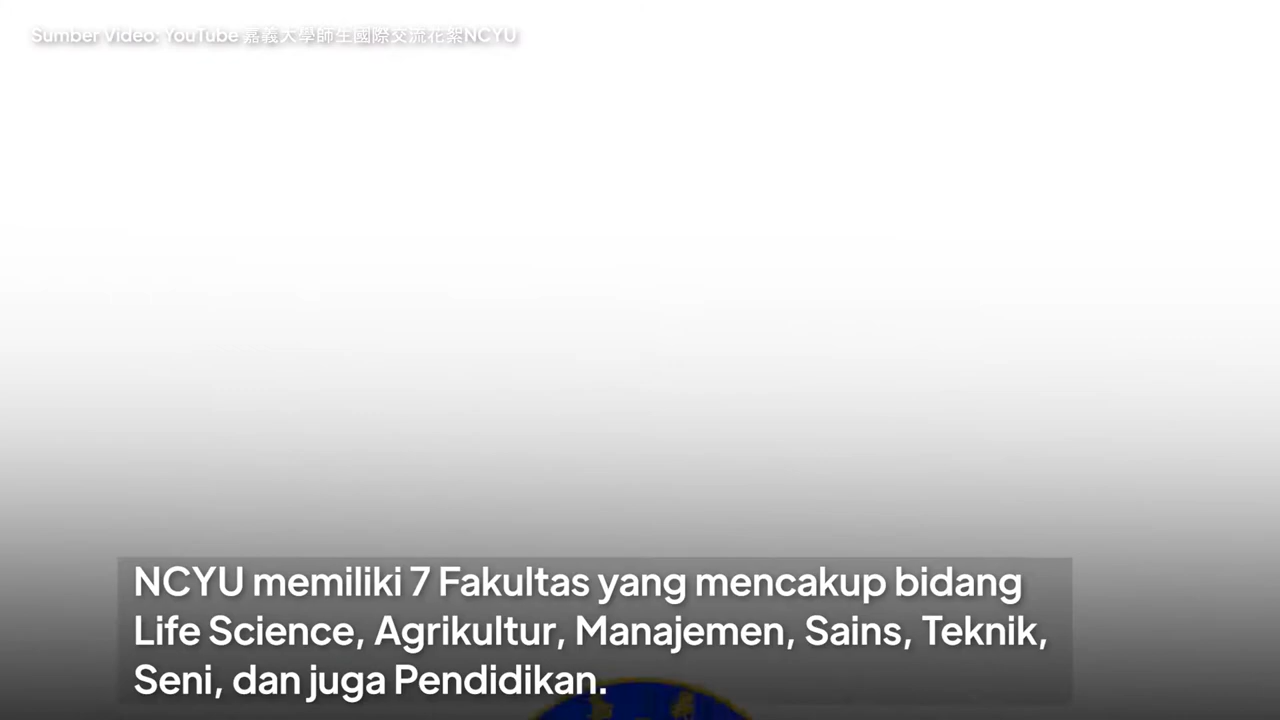 Sumber Video: YouTube 嘉義大學師生國際交流花絮NCYU
NCYU memiliki 7 Fakultas yang mencakup bidang
Life Science, Agrikultur, Manajemen, Sains, Teknik,
Seni, dan juga Pendidikan.